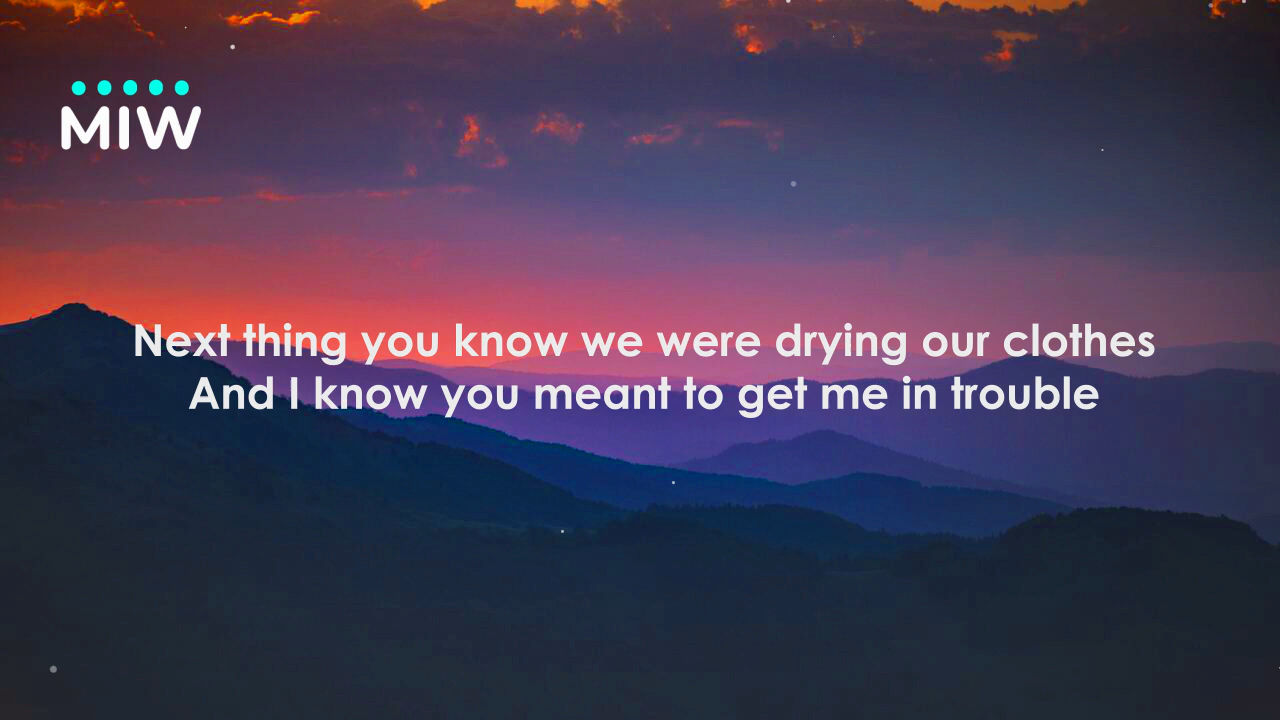 MIW
Next thing you know we were drying our clothes
And I know you meant to get me in trouble